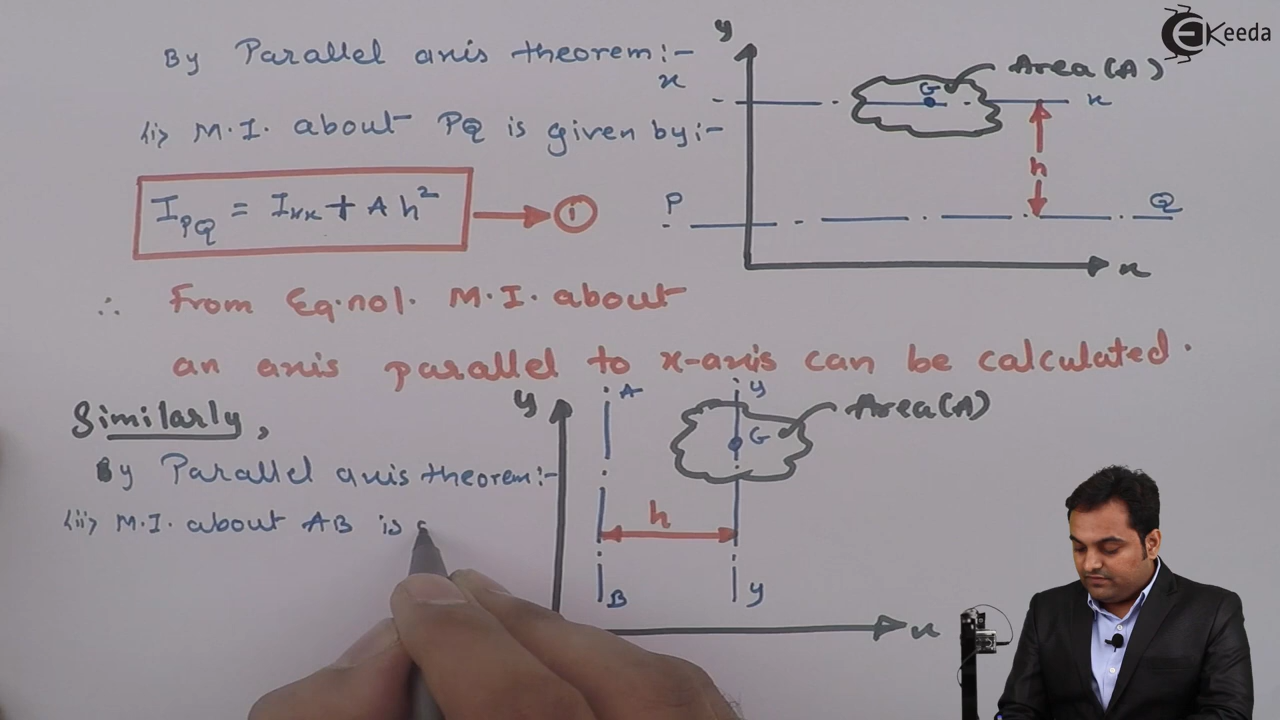 Keeda
By Parallel axis theorem:-
(i) M.I. about PQ is given by:-
I_PQ = I_xx + A h² → ①
y
x
G
Area(A)
x
h
P
Q
x
∴ From Eq.no1. M.I. about
an axis parallel to x-axis can be calculated.
Similarly,
By Parallel axis theorem:-
(ii) M.I. about AB is
y
A
y
G
Area(A)
h
B
y
x